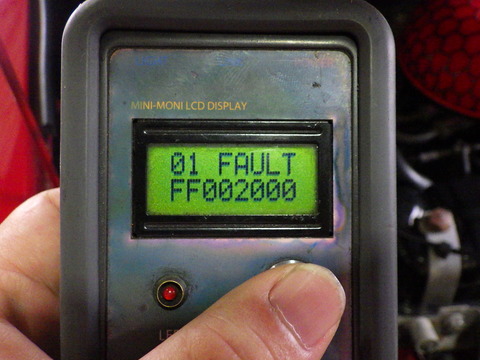 MINI-MONI LCD DISPLAY
01 FAULT
FF002000